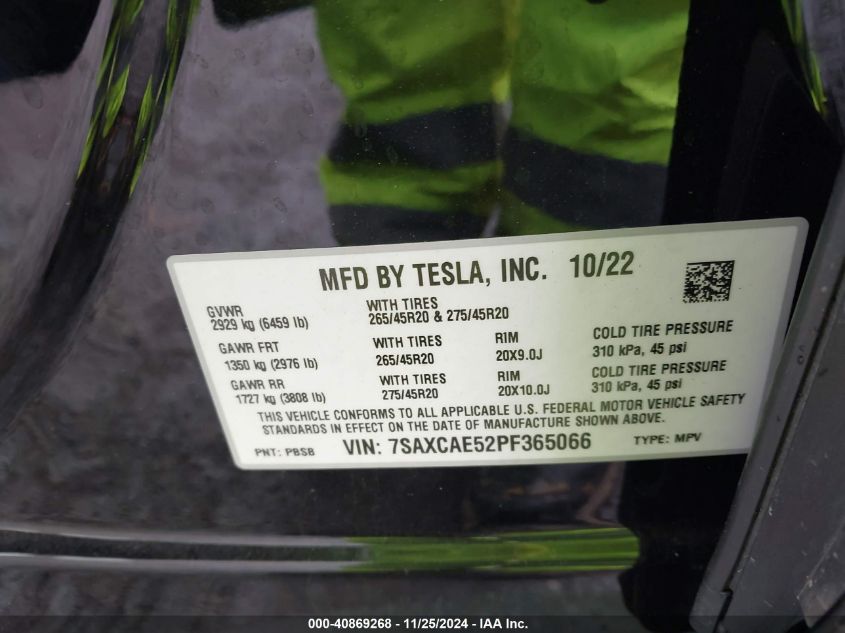 MFD BY TESLA, INC. 10/22
GVWR
2929 kg (6459 lb)
WITH TIRES
265/45R20 & 275/45R20
GAWR FRT
1350 kg (2976 lb)
WITH TIRES
265/45R20
RIM
20X9.0J
COLD TIRE PRESSURE
310 kPa, 45 psi
GAWR RR
1727 kg (3808 lb)
WITH TIRES
275/45R20
RIM
20X10.0J
COLD TIRE PRESSURE
310 kPa, 45 psi
THIS VEHICLE CONFORMS TO ALL APPLICABLE U.S. FEDERAL MOTOR VEHICLE SAFETY
STANDARDS IN EFFECT ON THE DATE OF MANUFACTURE SHOWN ABOVE.
PNT: PBSB VIN: 7SAXCAE52PF365066 TYPE: MPV
000-40869268 - 11/25/2024 - IAA Inc.